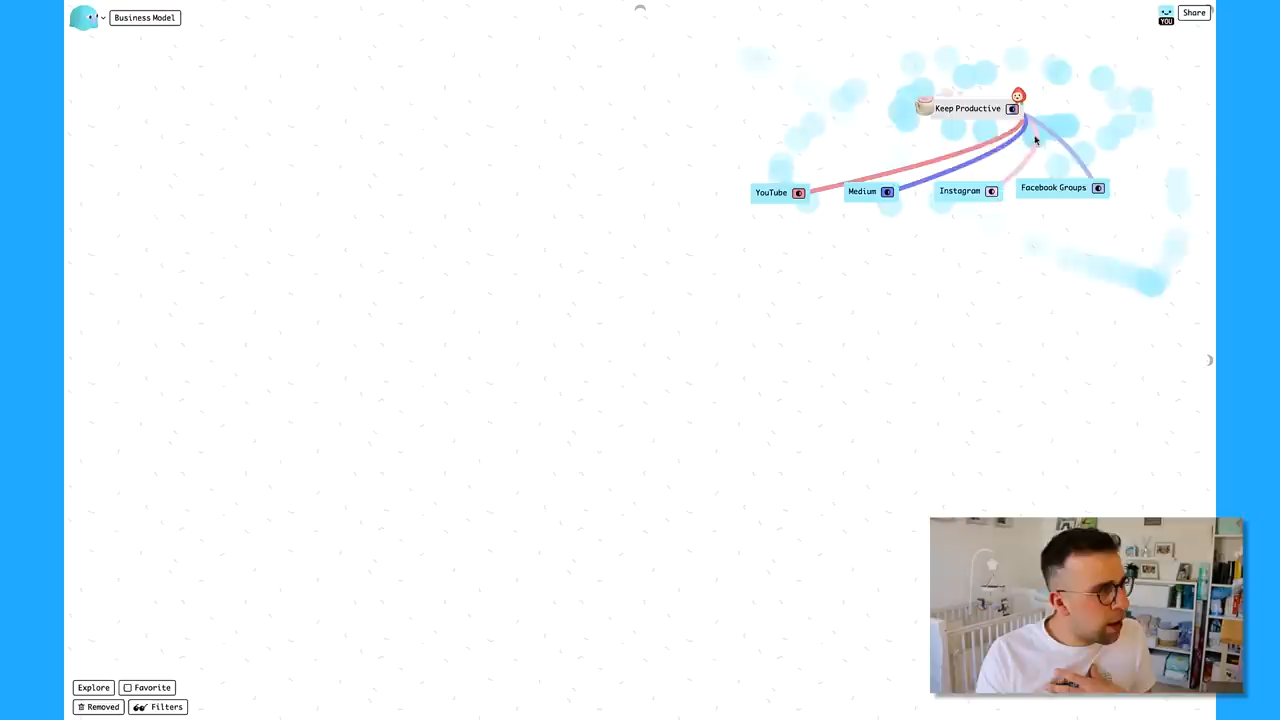 Business Model
Share
YOU
Keep Productive
YouTube
Medium
Instagram
Facebook Groups
Explore
Favorite
Removed
Filters